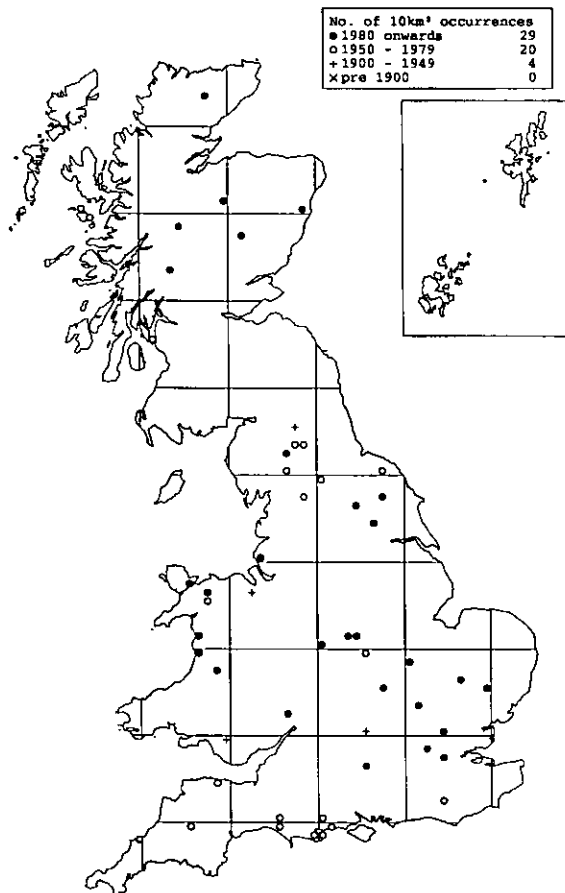 No. of 10km² occurrences
● 1980 onwards 29
○ 1950 - 1979 20
+ 1900 - 1949 4
× pre 1900 0